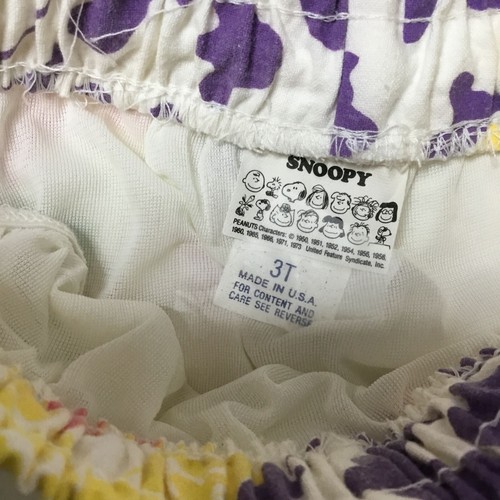 SNOOPY
PEANUTS Characters: © 1950, 1951, 1952, 1954, 1956, 1958
1960, 1965, 1966, 1971, 1973 United Feature Syndicate, Inc.
3T
MADE IN U.S.A.
FOR CONTENT AND
CARE SEE REVERSE